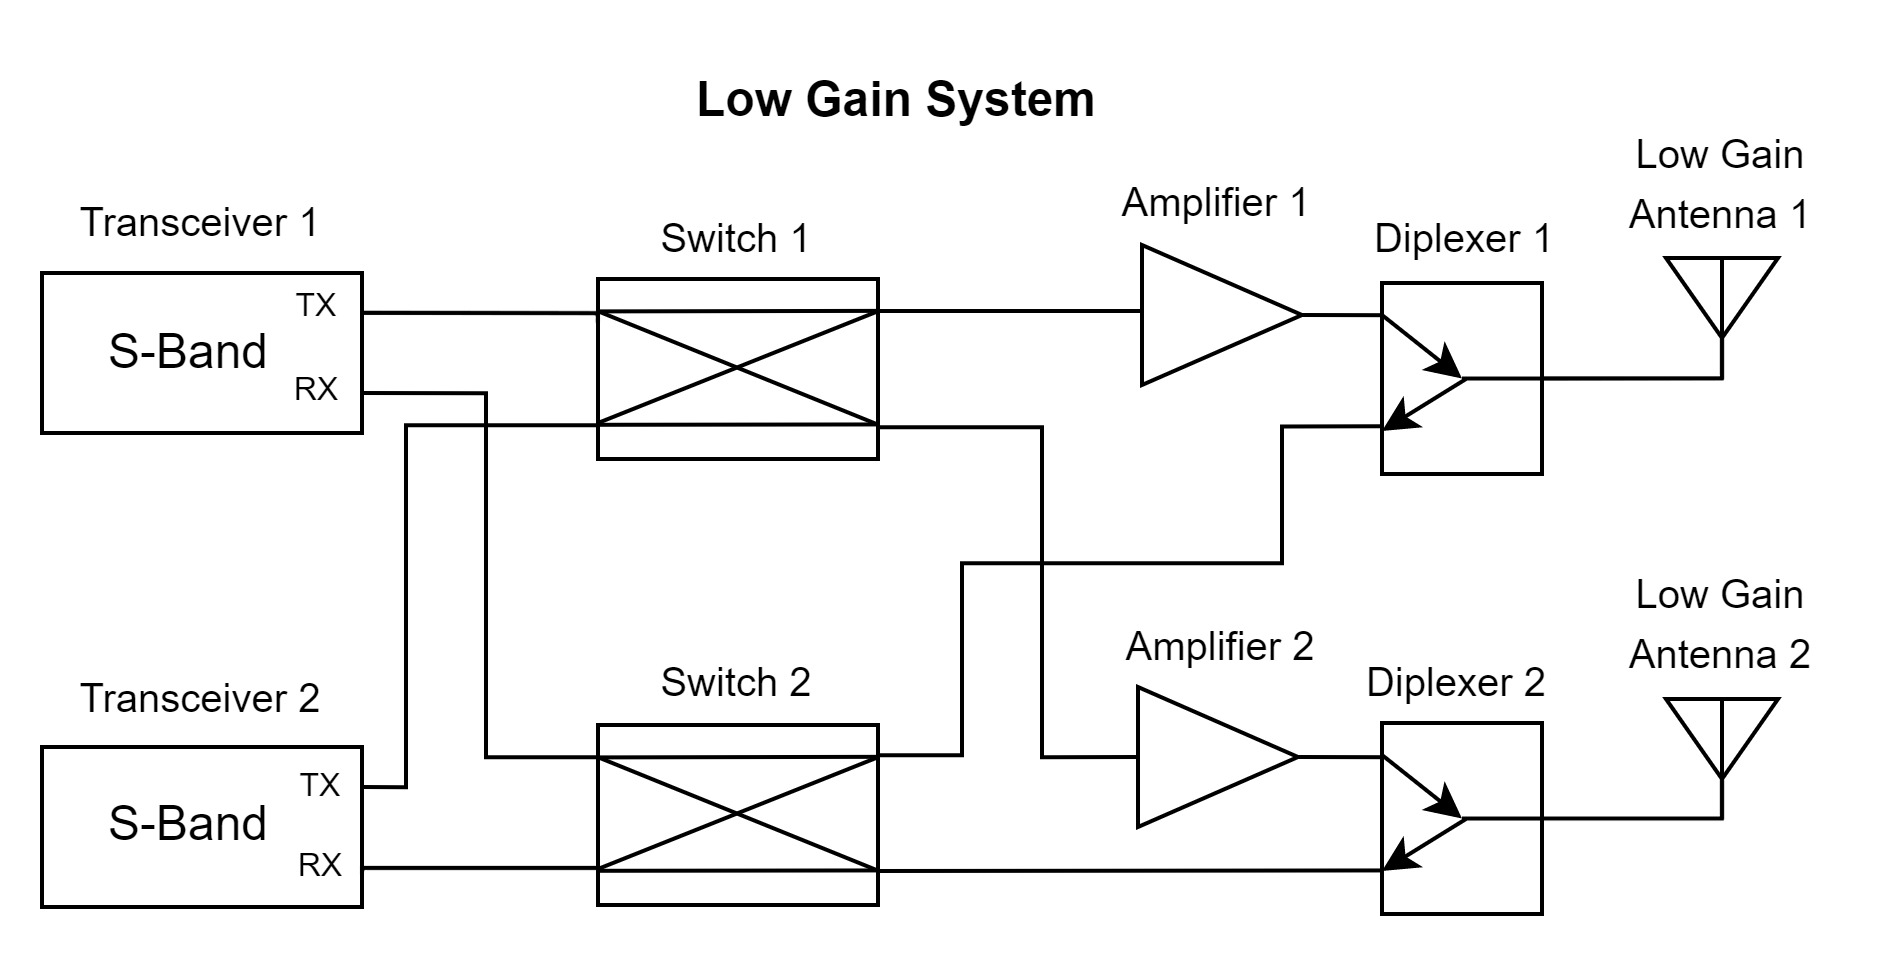 Low Gain System
Transceiver 1
TX
S-Band
RX
Switch 1
Amplifier 1
Diplexer 1
Low Gain
Antenna 1
Transceiver 2
TX
S-Band
RX
Switch 2
Amplifier 2
Diplexer 2
Low Gain
Antenna 2